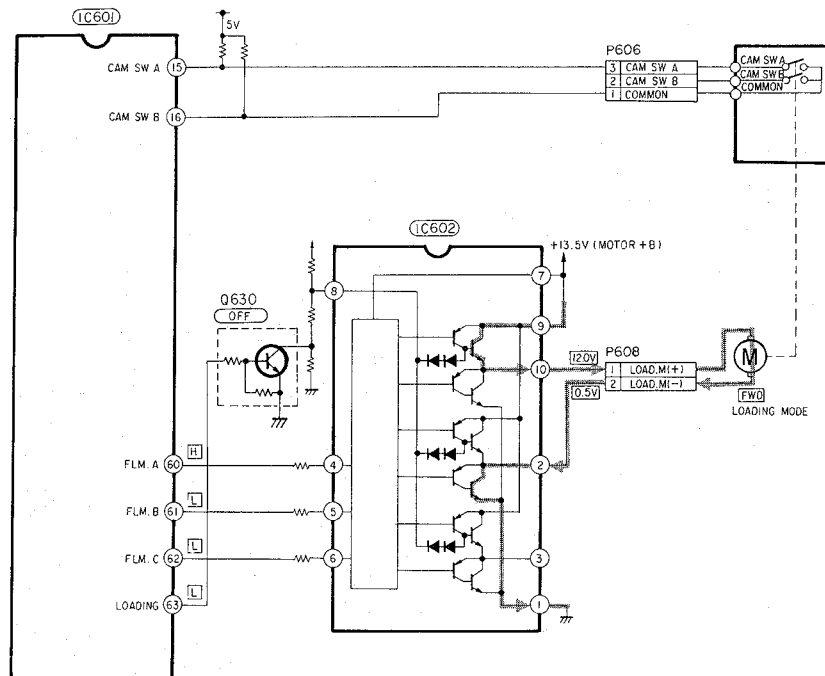 IC601
5V
CAM SW A 15
CAM SW B 16
P606
3 CAM SW A
2 CAM SW B
1 COMMON
CAM SW A
CAM SW B
COMMON
IC602
+13.5V (MOTOR +B)
7
8
Q630
OFF
9
12.0V
P608
10
1 LOAD.M(+)
2 LOAD.M(-)
0.5V
M
FWD
LOADING MODE
FLM. A 60 H
4
2
FLM. B 61 L
5
FLM. C 62 L
6
3
LOADING 63 L
1